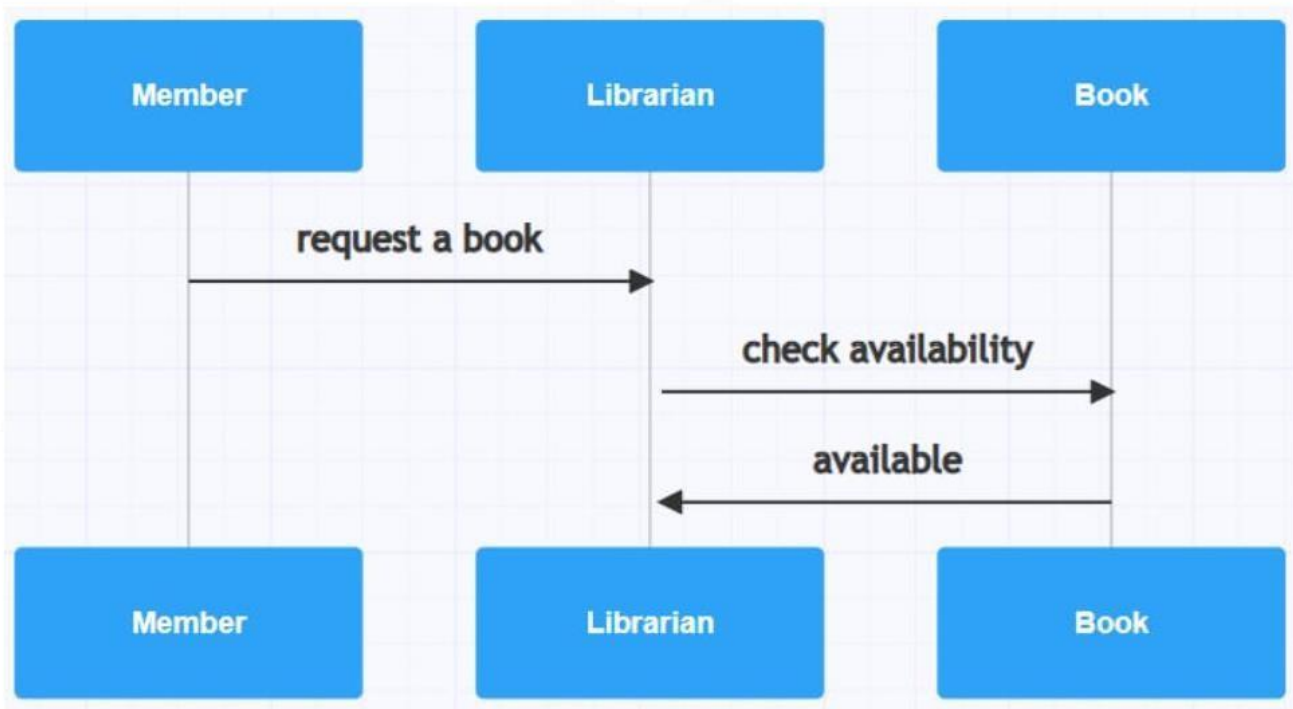 Member Librarian Book
request a book
check availability
available
Member Librarian Book